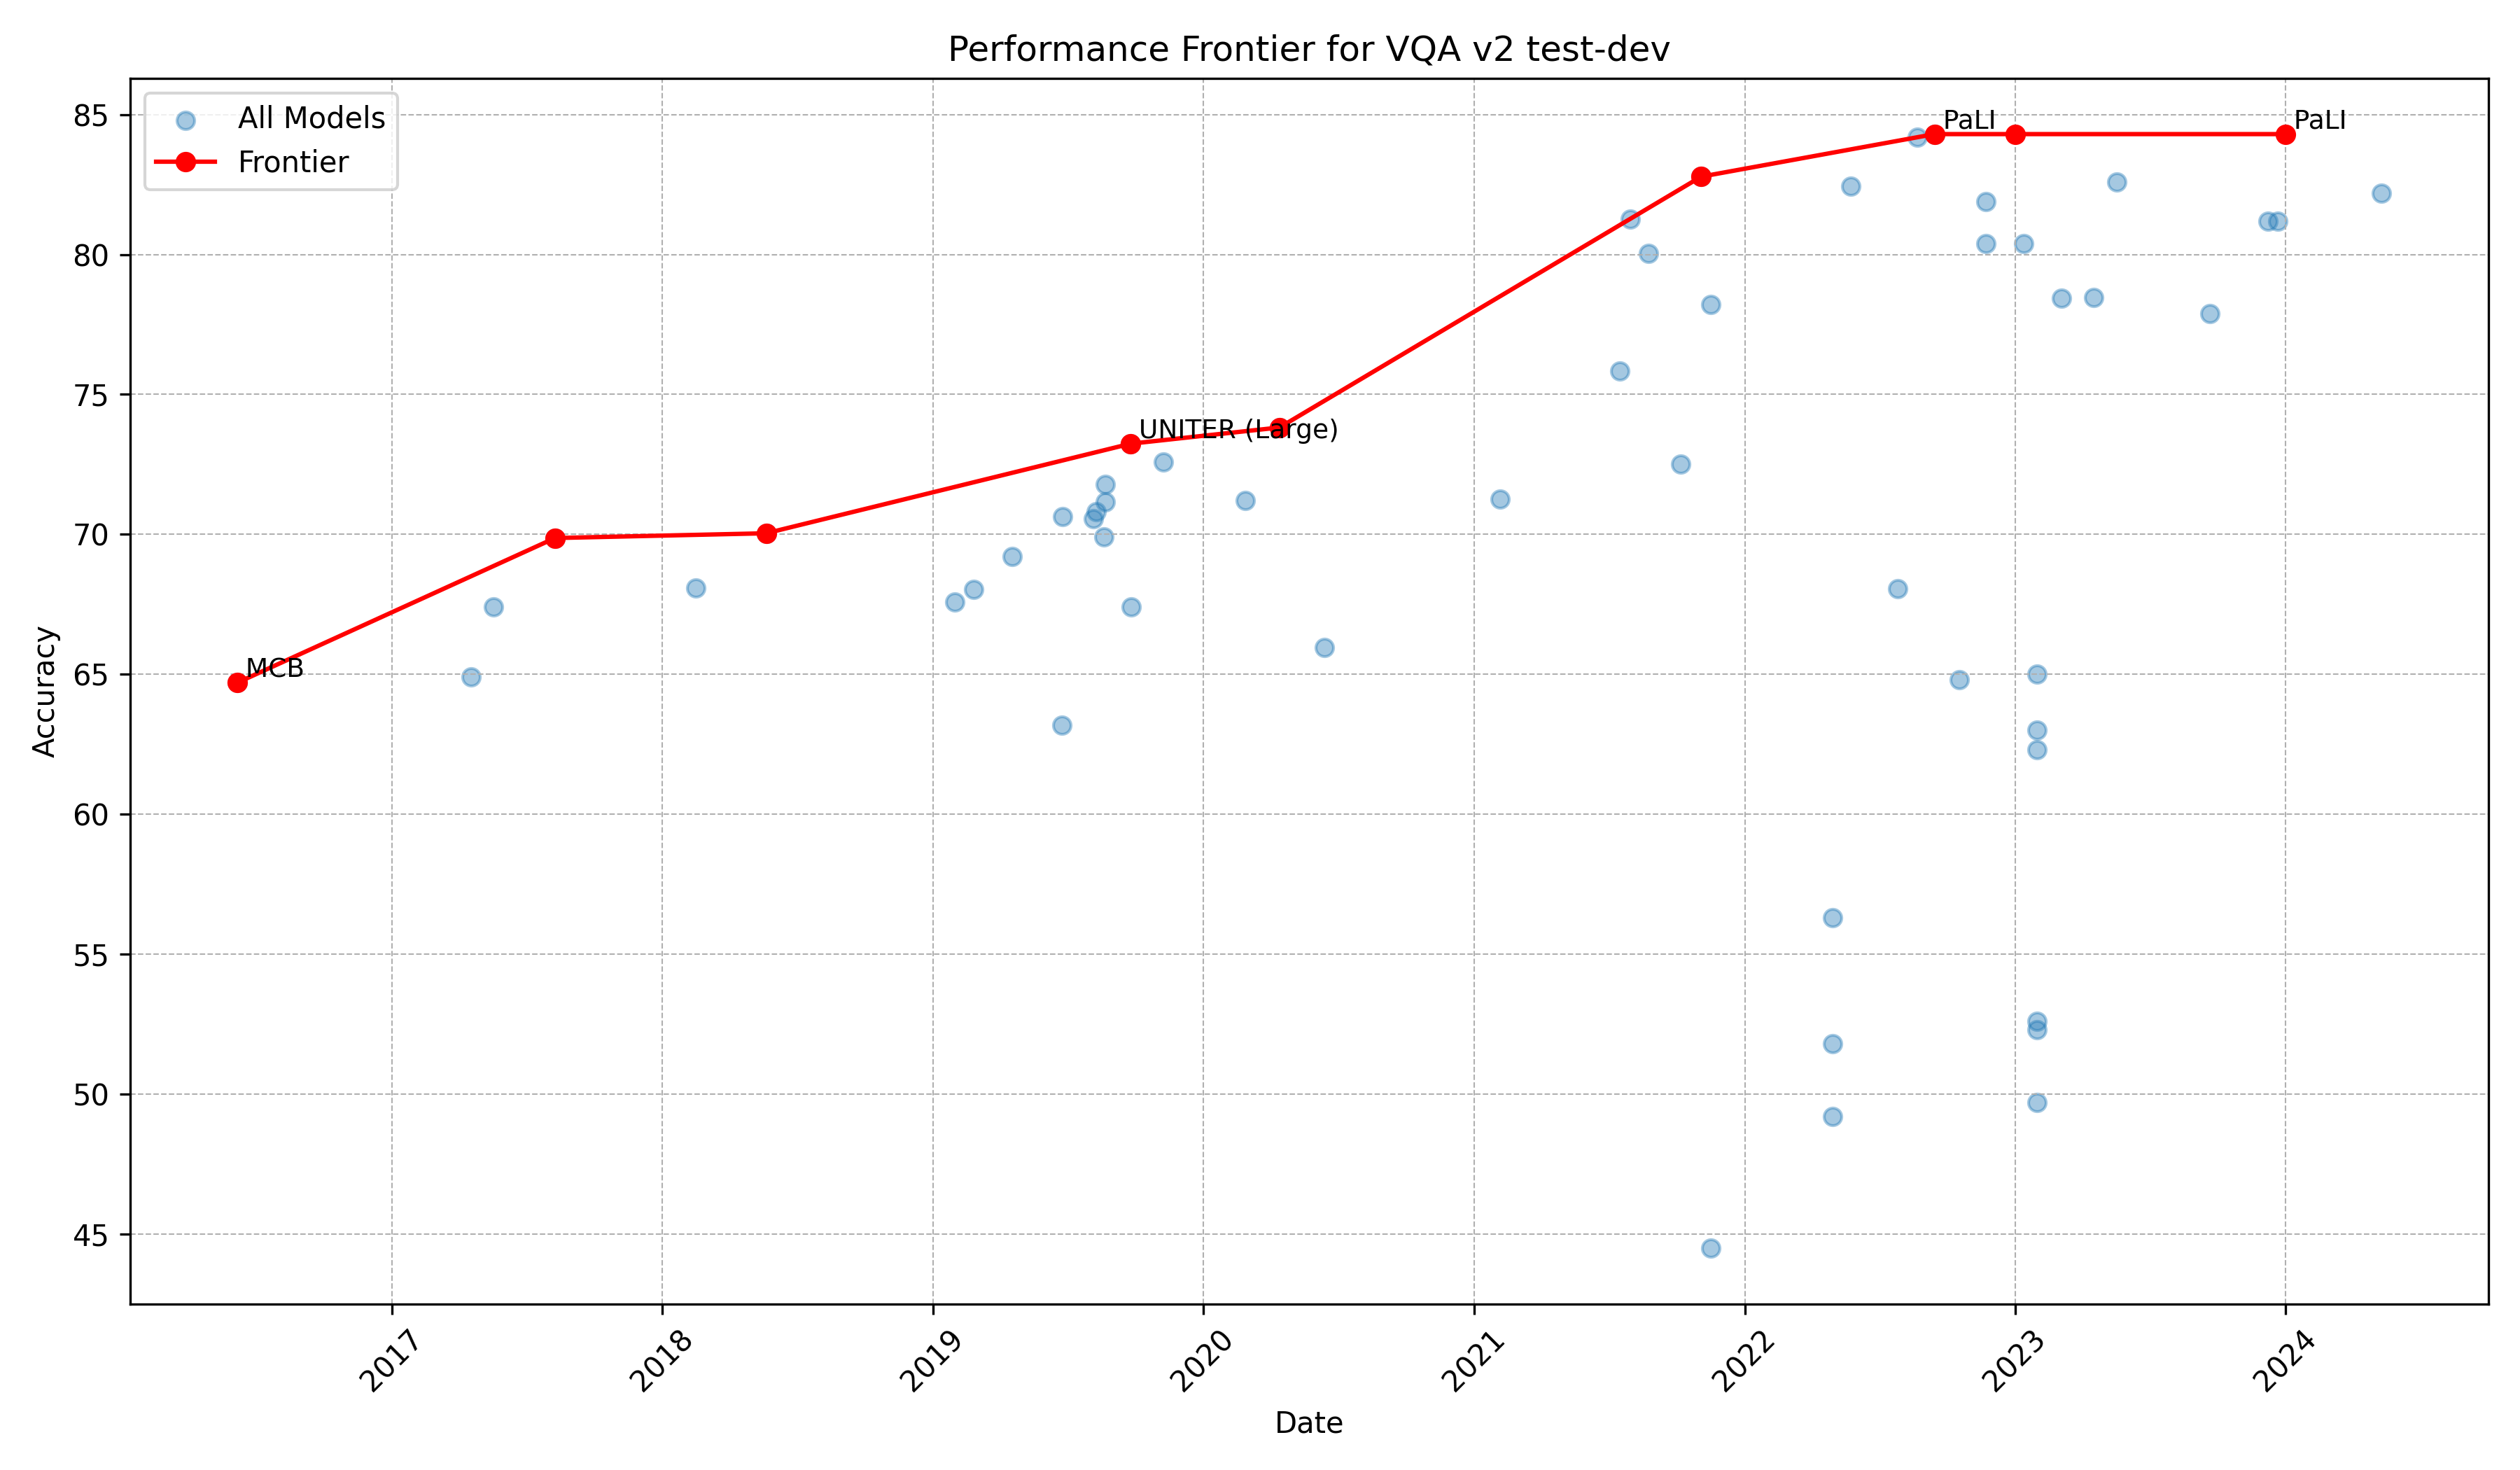 Performance Frontier for VQA v2 test-dev
All Models
Frontier
85
80
75
70
65
60
55
50
45
Accuracy
MCB
UNITER (Large)
PaLI
PaLI
2017
2018
2019
2020
2021
2022
2023
2024
Date